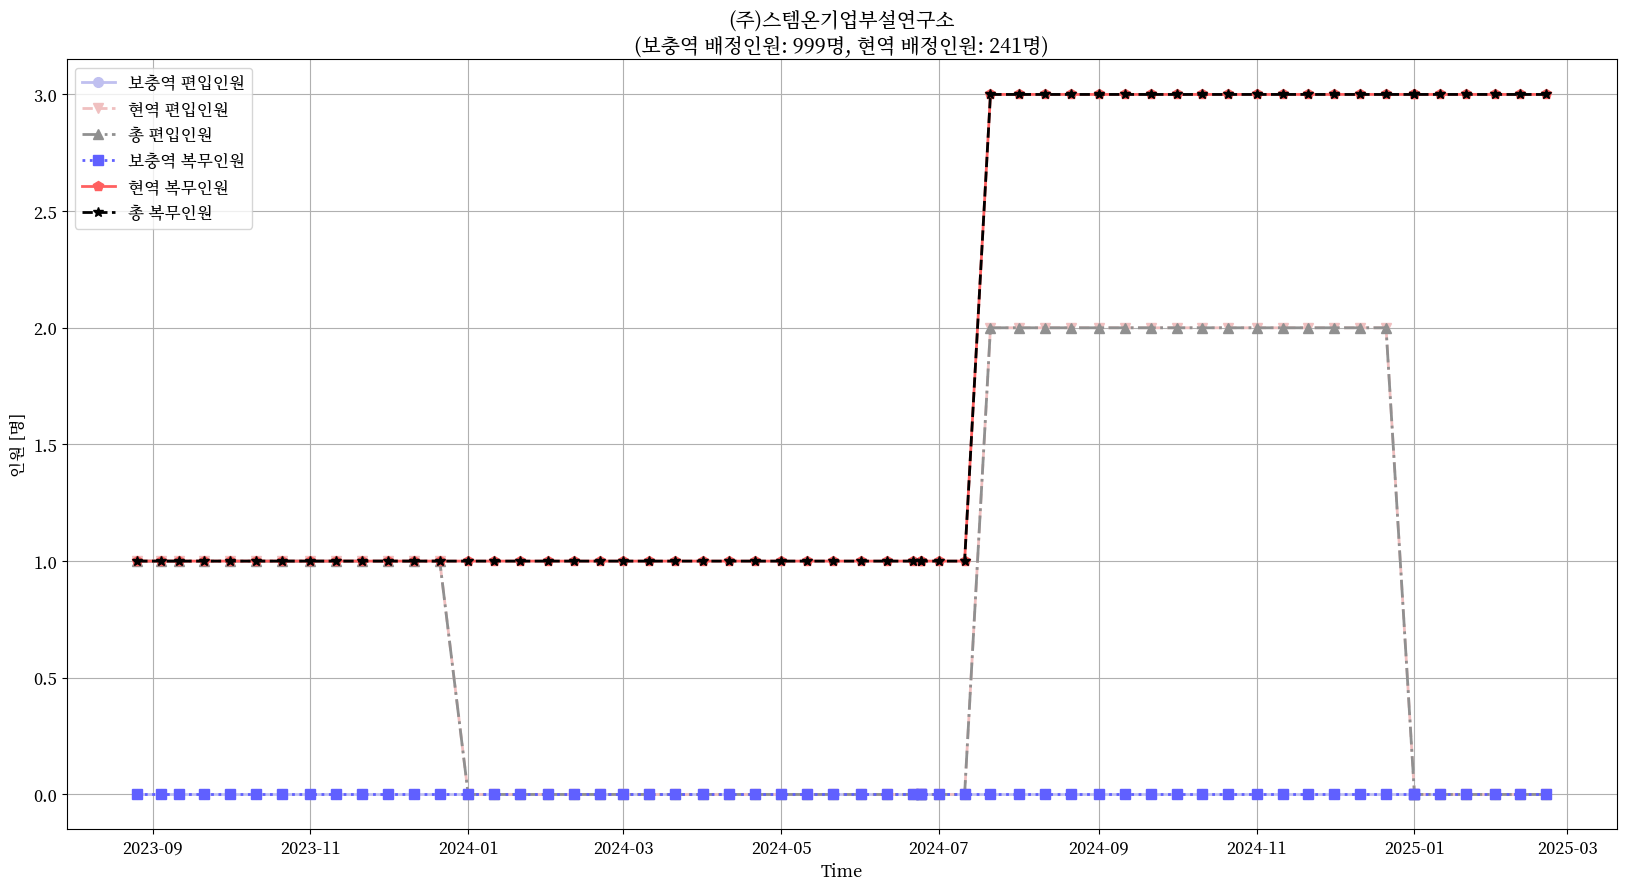 (주)스템온기업부설연구소
(보충역 배정인원: 999명, 현역 배정인원: 241명)
보충역 편입인원
현역 편입인원
총 편입인원
보충역 복무인원
현역 복무인원
총 복무인원
3.0
2.5
2.0
1.5
1.0
0.5
0.0
인원 [명]
2023-09
2023-11
2024-01
2024-03
2024-05
2024-07
2024-09
2024-11
2025-01
2025-03
Time